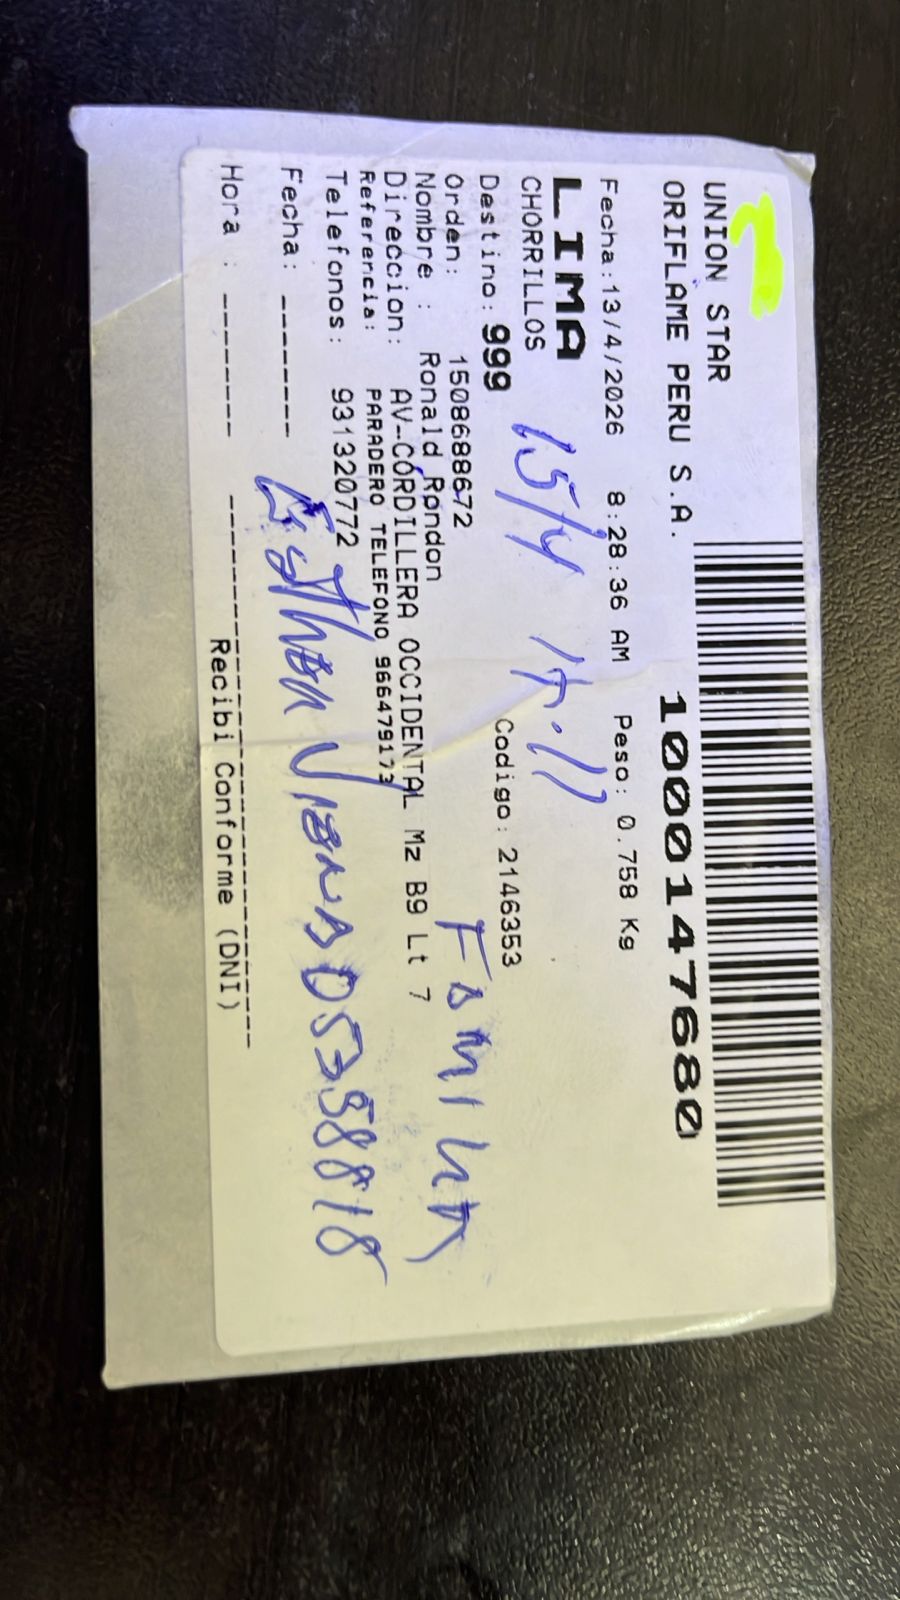 UNION STAR
ORIFLAME PERU S.A.
1000147680
Fecha:13/4/2026 8:28:36 AM Peso: 0.758 Kg
LIMA
CHORRILLOS
15/4 17:11
Destino: 999 Codigo: 2146353
Orden: 1508688672
Nombre : Ronald Rondon
Familia
Direccion: AV-CORDILLERA OCCIDENTAL Mz B9 Lt 7
Referencia: PARADERO TELEFONO 966479173
Telefonos: 931320772
Esther 05358818
Fecha: ------
Hora : -------- ------------------------------
Recibi Conforme (DNI)